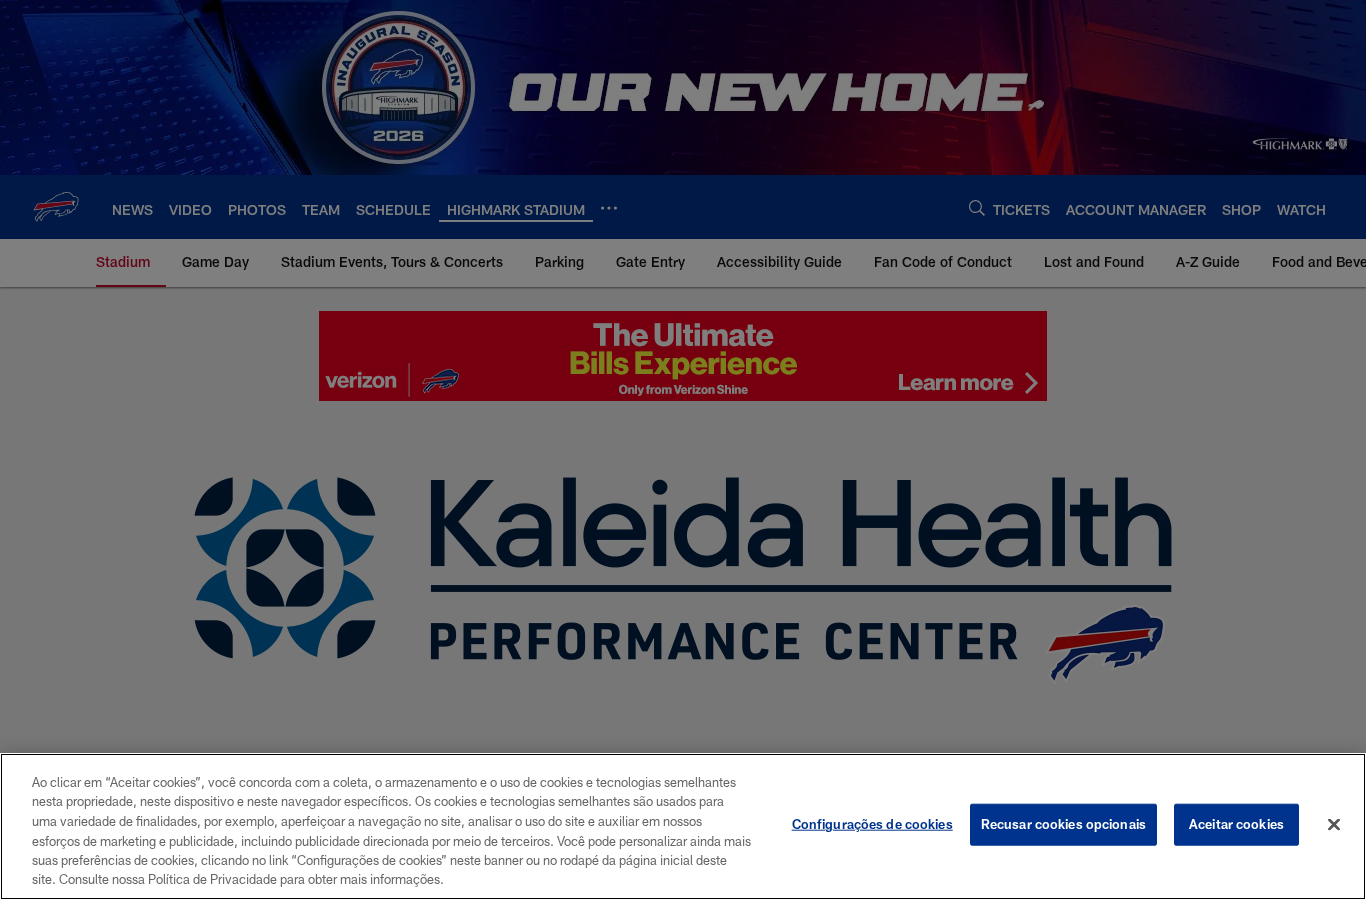 INAUGURAL SEASON
HIGHMARK
STADIUM
2026
OUR NEW HOME.
HIGHMARK
NEWS VIDEO PHOTOS TEAM SCHEDULE HIGHMARK STADIUM ••• TICKETS ACCOUNT MANAGER SHOP WATCH
Stadium Game Day Stadium Events, Tours & Concerts Parking Gate Entry Accessibility Guide Fan Code of Conduct Lost and Found A-Z Guide Food and Beve
The Ultimate
Bills Experience
verizon Only from Verizon Shine Learn more
Kaleida Health
PERFORMANCE CENTER
Ao clicar em “Aceitar cookies”, você concorda com a coleta, o armazenamento e o uso de cookies e tecnologias semelhantes
nesta propriedade, neste dispositivo e neste navegador específicos. Os cookies e tecnologias semelhantes são usados para
uma variedade de finalidades, por exemplo, aperfeiçoar a navegação no site, analisar o uso do site e auxiliar em nossos
esforços de marketing e publicidade, incluindo publicidade direcionada por meio de terceiros. Você pode personalizar ainda mais
suas preferências de cookies, clicando no link “Configurações de cookies” neste banner ou no rodapé da página inicial deste
site. Consulte nossa Política de Privacidade para obter mais informações.
Configurações de cookies Recusar cookies opcionais Aceitar cookies